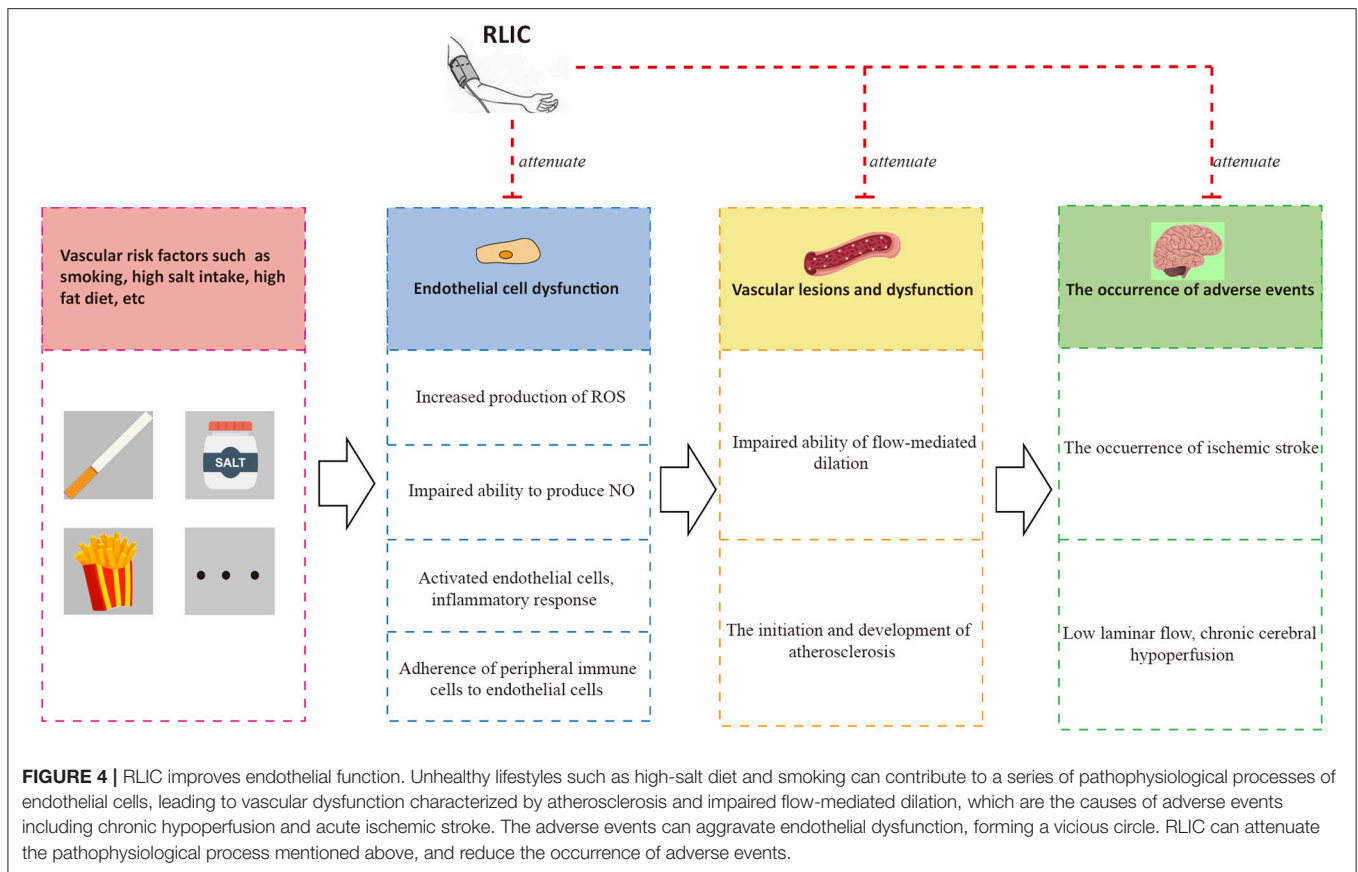 RLIC
attenuate
attenuate
attenuate
Vascular risk factors such as
smoking, high salt intake, high
fat diet, etc
SALT
Endothelial cell dysfunction
Increased production of ROS
Impaired ability to produce NO
Activated endothelial cells,
inflammatory response
Adherence of peripheral immune
cells to endothelial cells
Vascular lesions and dysfunction
Impaired ability of flow-mediated
dilation
The initiation and development of
atherosclerosis
The occurrence of adverse events
The occuerrence of ischemic stroke
Low laminar flow, chronic cerebral
hypoperfusion
FIGURE 4 | RLIC improves endothelial function. Unhealthy lifestyles such as high-salt diet and smoking can contribute to a series of pathophysiological processes of
endothelial cells, leading to vascular dysfunction characterized by atherosclerosis and impaired flow-mediated dilation, which are the causes of adverse events
including chronic hypoperfusion and acute ischemic stroke. The adverse events can aggravate endothelial dysfunction, forming a vicious circle. RLIC can attenuate
the pathophysiological process mentioned above, and reduce the occurrence of adverse events.